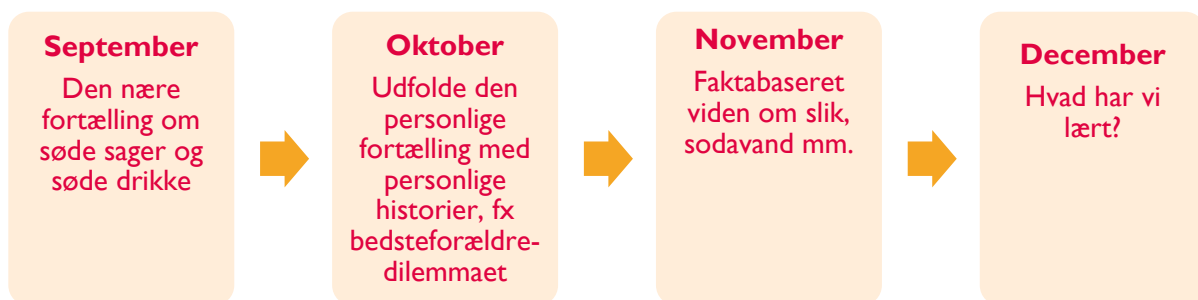 September
Den nære
fortælling om
søde sager og
søde drikke
Oktober
Udfolde den
personlige
fortælling med
personlige
historier, fx
bedsteforældre-
dilemmaet
November
Faktabaseret
viden om slik,
sodavand mm.
December
Hvad har vi
lært?